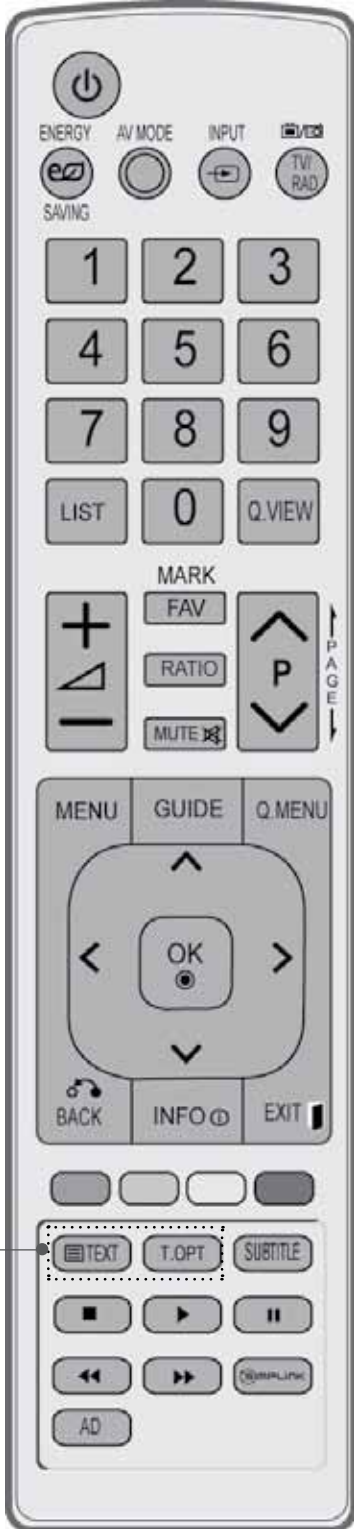 ENERGY AV MODE INPUT
TV/
RAD
SAVING
1 2 3
4 5 6
7 8 9
LIST 0 Q.VIEW
MARK
FAV
RATIO
P
PAGE
MUTE
MENU GUIDE Q.MENU
OK
BACK INFO EXIT
TEXT T.OPT SUBTITLE
SIMPLINK
AD